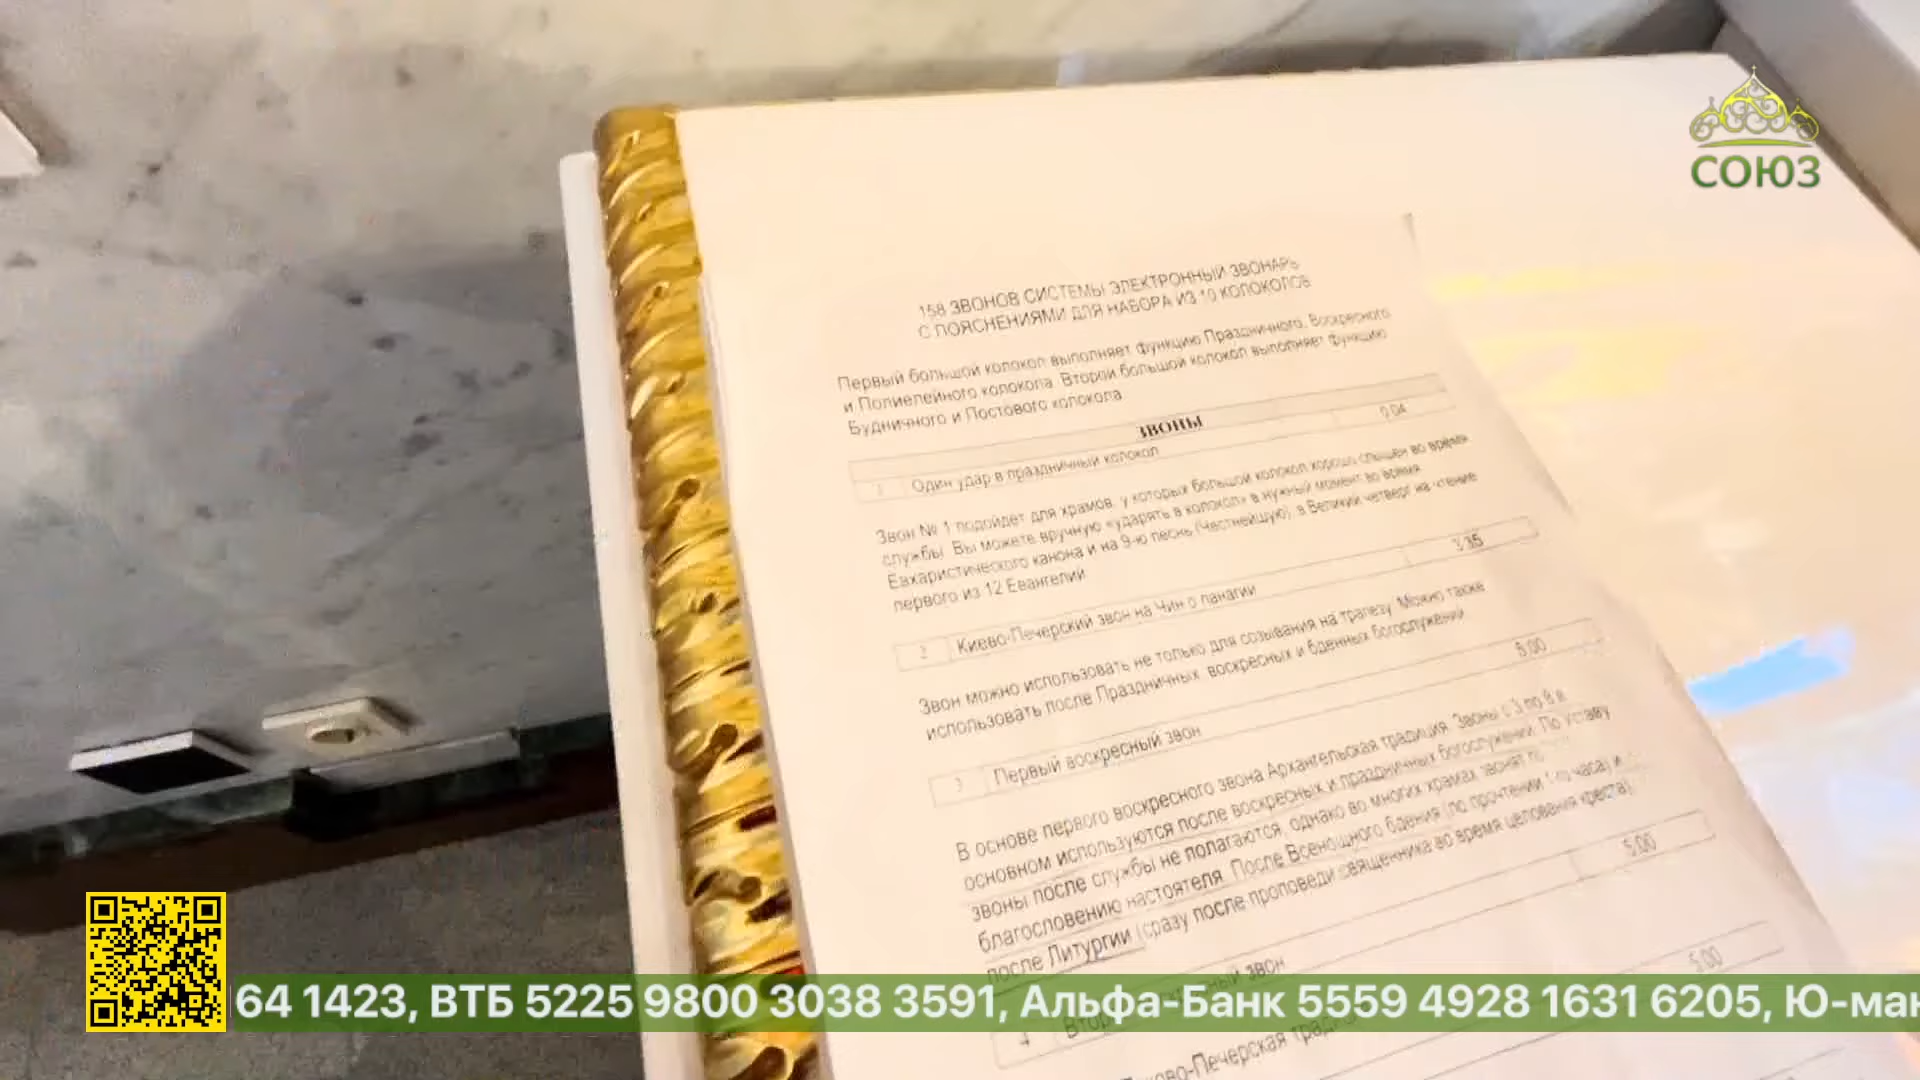 СОЮЗ
158 ЗВОНОВ СИСТЕМЫ ЭЛЕКТРОННЫЙ ЗВОНАРЬ
С ПОЯСНЕНИЯМИ ДЛЯ НАБОРА ИЗ 10 КОЛОКОЛОВ
Первый большой колокол выполняет функцию Праздничного, Воскресного
и Полиелейного колокола. Второй большой колокол выполняет функцию
Будничного и Постового колокола
ЗВОНЫ
1 Один удар в праздничный колокол 0.04
Звон № 1 подойдет для храмов, у которых большой колокол хорошо слышен во время
службы. Вы можете вручную «ударять в колокол» в нужный момент во время
Евхаристического канона и на 9-ю песнь (Честнейшую), в Великий четверг на чтение
первого из 12 Евангелий
2 Киево-Печерский звон на Чин о панагии 3.35
Звон можно использовать не только для созывания на трапезу. Можно также
использовать после Праздничных, воскресных и бденных богослужений
3 Первый воскресный звон 5.00
В основе первого воскресного звона Архангельская традиция. Звоны с 3 по 8 в
основном используются после воскресных и праздничных богослужений. По Уставу
звоны после службы не полагаются, однако во многих храмах звонят по
благословению настоятеля. После Всенощного бдения (по прочтении 1-го часа) и
после Литургии (сразу после проповеди священника во время целования креста).
5.00
4 звон 5.00
64 1423, ВТБ 5225 9800 3038 3591, Альфа-Банк 5559 4928 1631 6205, Ю-ман